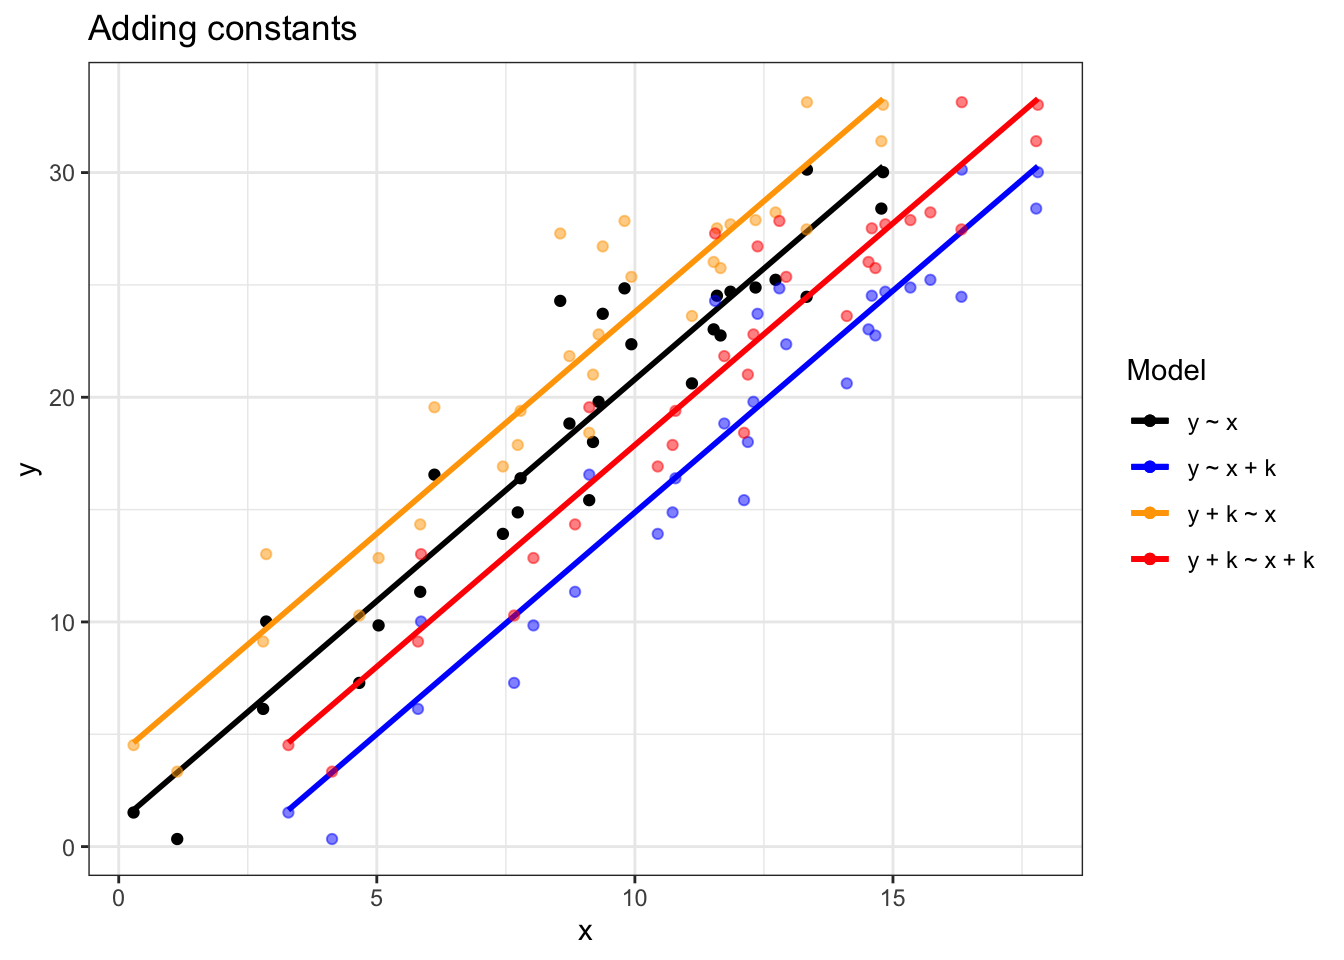 Adding constants
30
20
10
0
y
0 5 10 15
x
Model
y ~ x
y ~ x + k
y + k ~ x
y + k ~ x + k